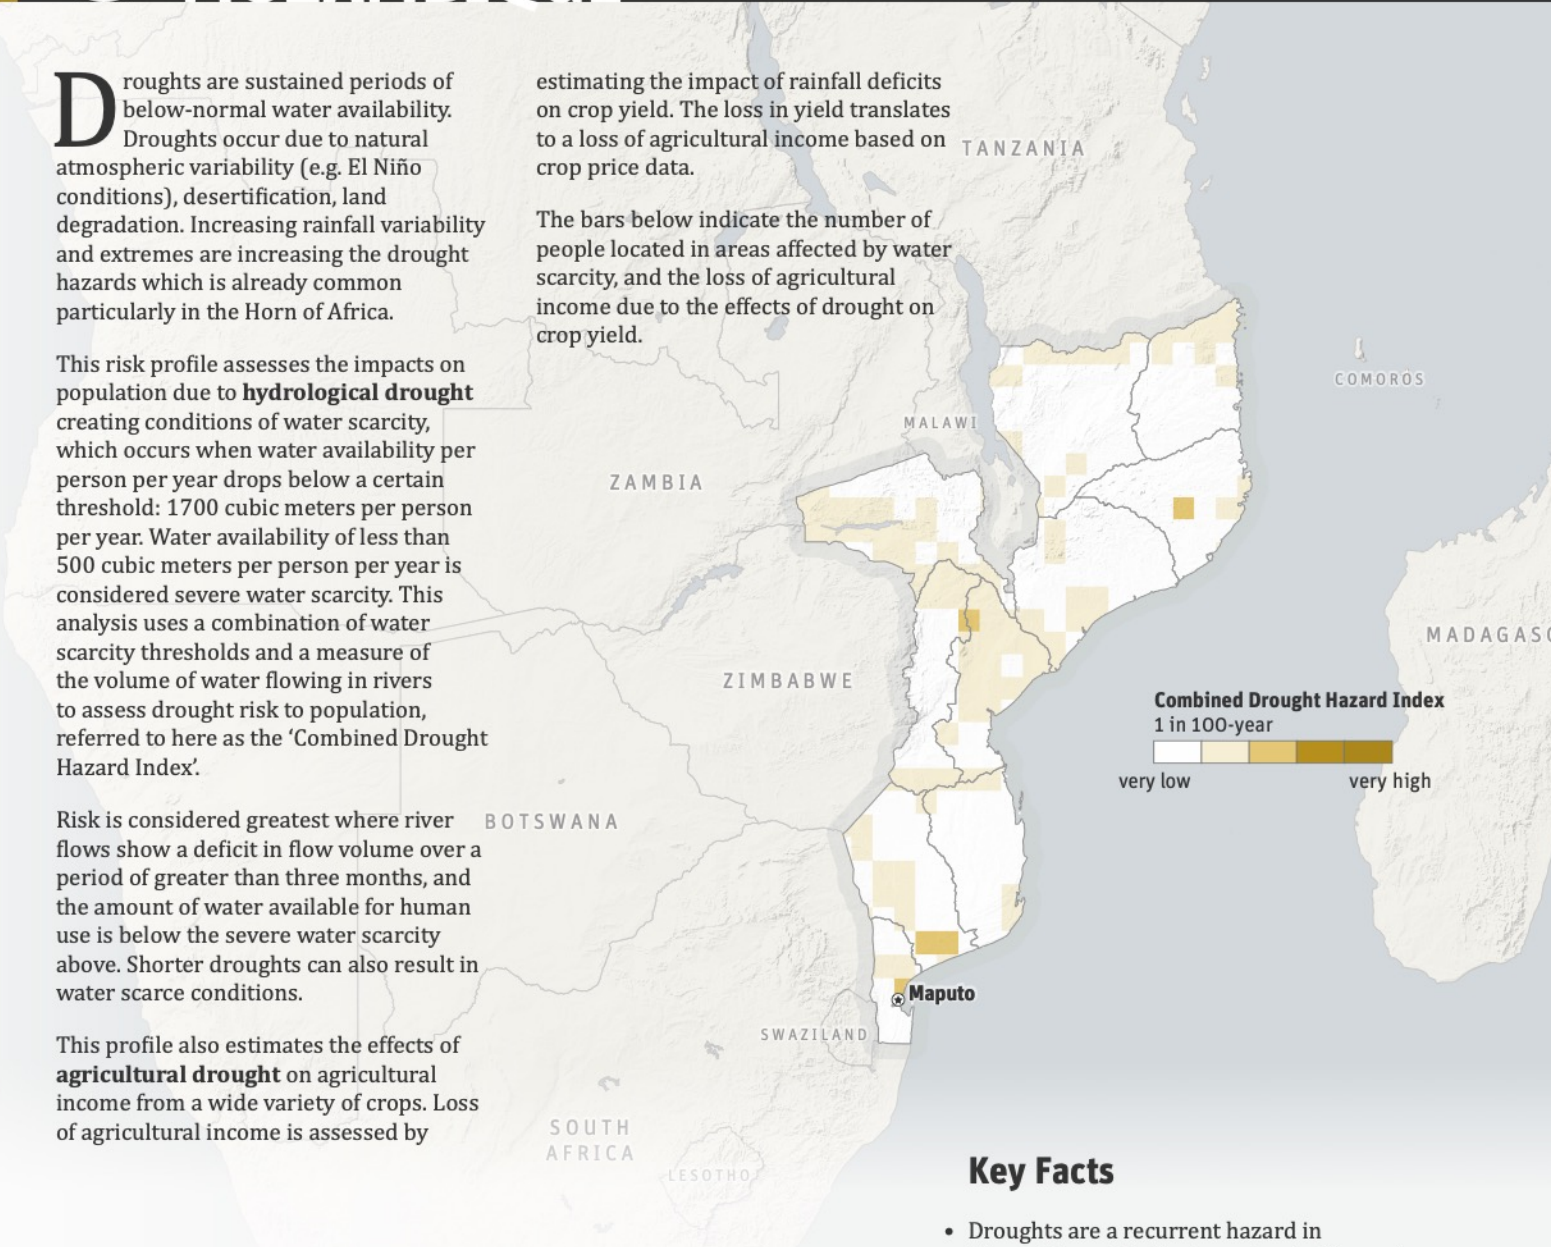 Droughts are sustained periods of
below-normal water availability.
Droughts occur due to natural
atmospheric variability (e.g. El Niño
conditions), desertification, land
degradation. Increasing rainfall variability
and extremes are increasing the drought
hazards which is already common
particularly in the Horn of Africa.
This risk profile assesses the impacts on
population due to hydrological drought
creating conditions of water scarcity,
which occurs when water availability per
person per year drops below a certain
threshold: 1700 cubic meters per person
per year. Water availability of less than
500 cubic meters per person per year is
considered severe water scarcity. This
analysis uses a combination of water
scarcity thresholds and a measure of
the volume of water flowing in rivers
to assess drought risk to population,
referred to here as the ‘Combined Drought
Hazard Index’.
Risk is considered greatest where river
flows show a deficit in flow volume over a
period of greater than three months, and
the amount of water available for human
use is below the severe water scarcity
above. Shorter droughts can also result in
water scarce conditions.
This profile also estimates the effects of
agricultural drought on agricultural
income from a wide variety of crops. Loss
of agricultural income is assessed by
estimating the impact of rainfall deficits
on crop yield. The loss in yield translates
to a loss of agricultural income based on
crop price data.
The bars below indicate the number of
people located in areas affected by water
scarcity, and the loss of agricultural
income due to the effects of drought on
crop yield.
TANZANIA
COMOROS
MALAWI
ZAMBIA
MADAGASC
ZIMBABWE
Combined Drought Hazard Index
1 in 100-year
very low
very high
BOTSWANA
Maputo
SWAZILAND
SOUTH
AFRICA
LESOTHO
Key Facts
• Droughts are a recurrent hazard in